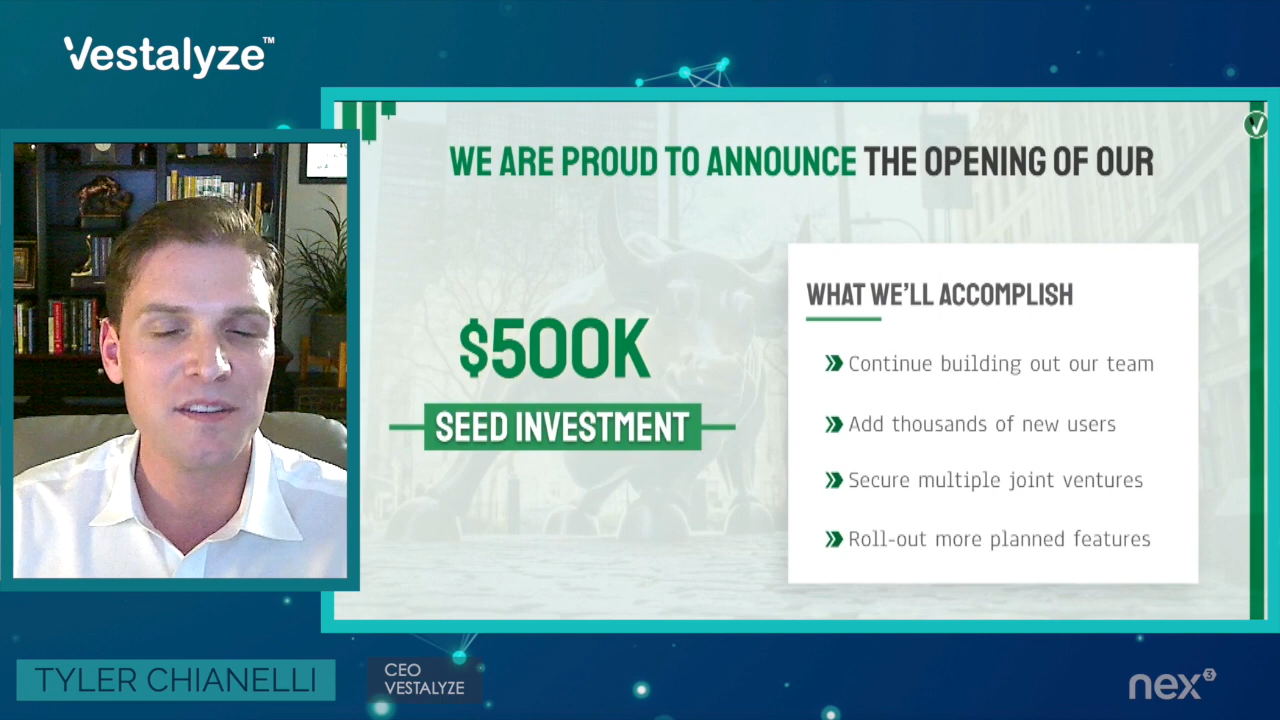 Vestalyze™
WE ARE PROUD TO ANNOUNCE THE OPENING OF OUR
$500K
SEED INVESTMENT
WHAT WE'LL ACCOMPLISH
Continue building out our team
Add thousands of new users
Secure multiple joint ventures
Roll-out more planned features
TYLER CHIANELLI
CEO
VESTALYZE
nex³